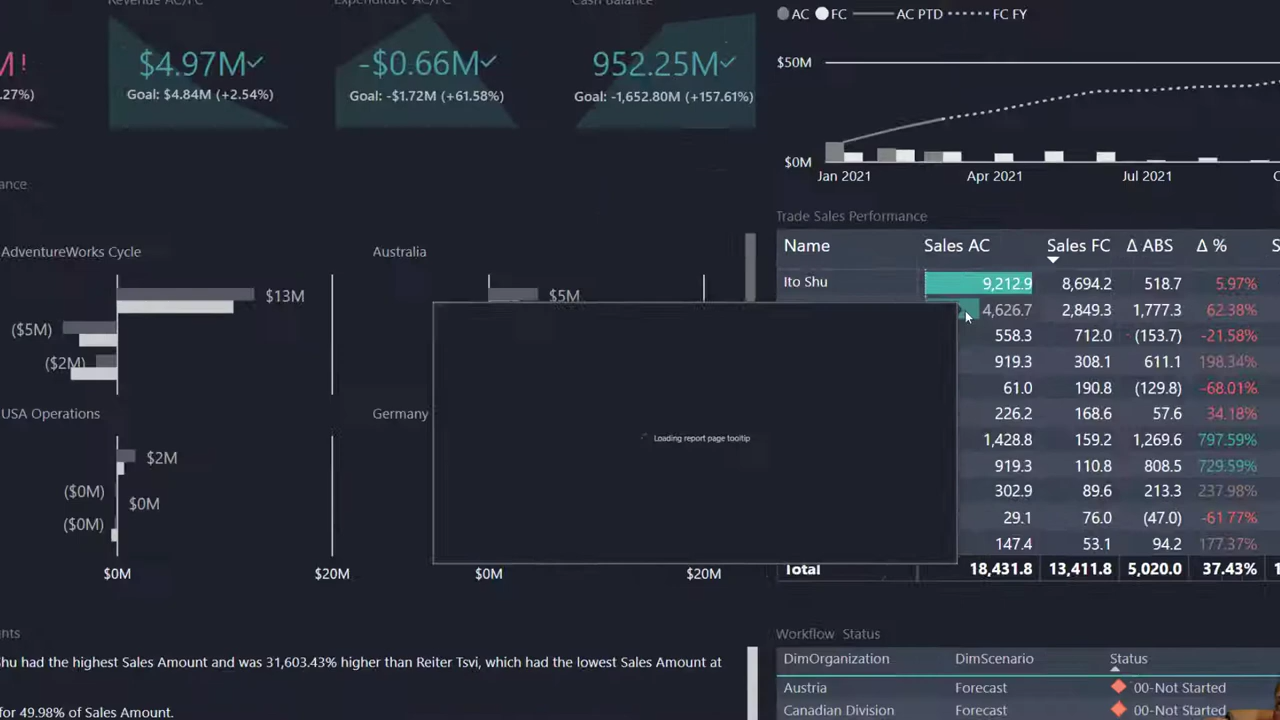 Revenue AC/FC
Expenditure AC/FC
Cash Balance
M!
$4.97M
-$0.66M
952.25M
.27%)
Goal: $4.84M (+2.54%)
Goal: -$1.72M (+61.58%)
Goal: -1,652.80M (+157.61%)
AC FC AC PTD FC FY
$50M
$0M
Jan 2021 Apr 2021 Jul 2021
AdventureWorks Cycle
$13M
($5M)
($2M)
Australia
$5M
USA Operations
$2M
($0M)
$0M
($0M)
$0M $20M
Germany
$0M $20M
Loading report page tooltip
Trade Sales Performance
Name Sales AC Sales FC Δ ABS Δ %
Ito Shu 9,212.9 8,694.2 518.7 5.97%
4,626.7 2,849.3 1,777.3 62.38%
558.3 712.0 (153.7) -21.58%
919.3 308.1 611.1 198.34%
61.0 190.8 (129.8) -68.01%
226.2 168.6 57.6 34.18%
1,428.8 159.2 1,269.6 797.59%
919.3 110.8 808.5 729.59%
302.9 89.6 213.3 237.98%
29.1 76.0 (47.0) -61.77%
147.4 53.1 94.2 177.37%
Total 18,431.8 13,411.8 5,020.0 37.43%
Shu had the highest Sales Amount and was 31,603.43% higher than Reiter Tsvi, which had the lowest Sales Amount at
for 49.98% of Sales Amount.
Workflow Status
DimOrganization DimScenario Status
Austria Forecast 00-Not Started
Canadian Division Forecast 00-Not Started